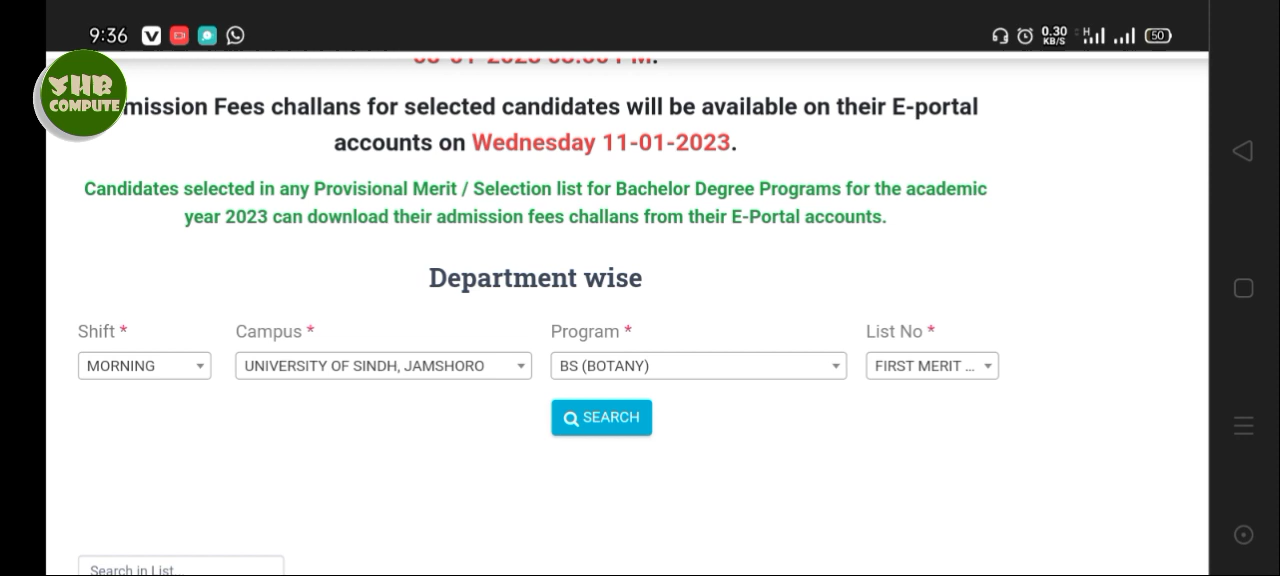 9:36
0.30
KB/S
H
50
SHB
COMPUTE
mission Fees challans for selected candidates will be available on their E-portal
accounts on Wednesday 11-01-2023.
Candidates selected in any Provisional Merit / Selection list for Bachelor Degree Programs for the academic
year 2023 can download their admission fees challans from their E-Portal accounts.
Department wise
Shift * Campus * Program * List No *
MORNING UNIVERSITY OF SINDH, JAMSHORO BS (BOTANY) FIRST MERIT ...
SEARCH
Search in List...